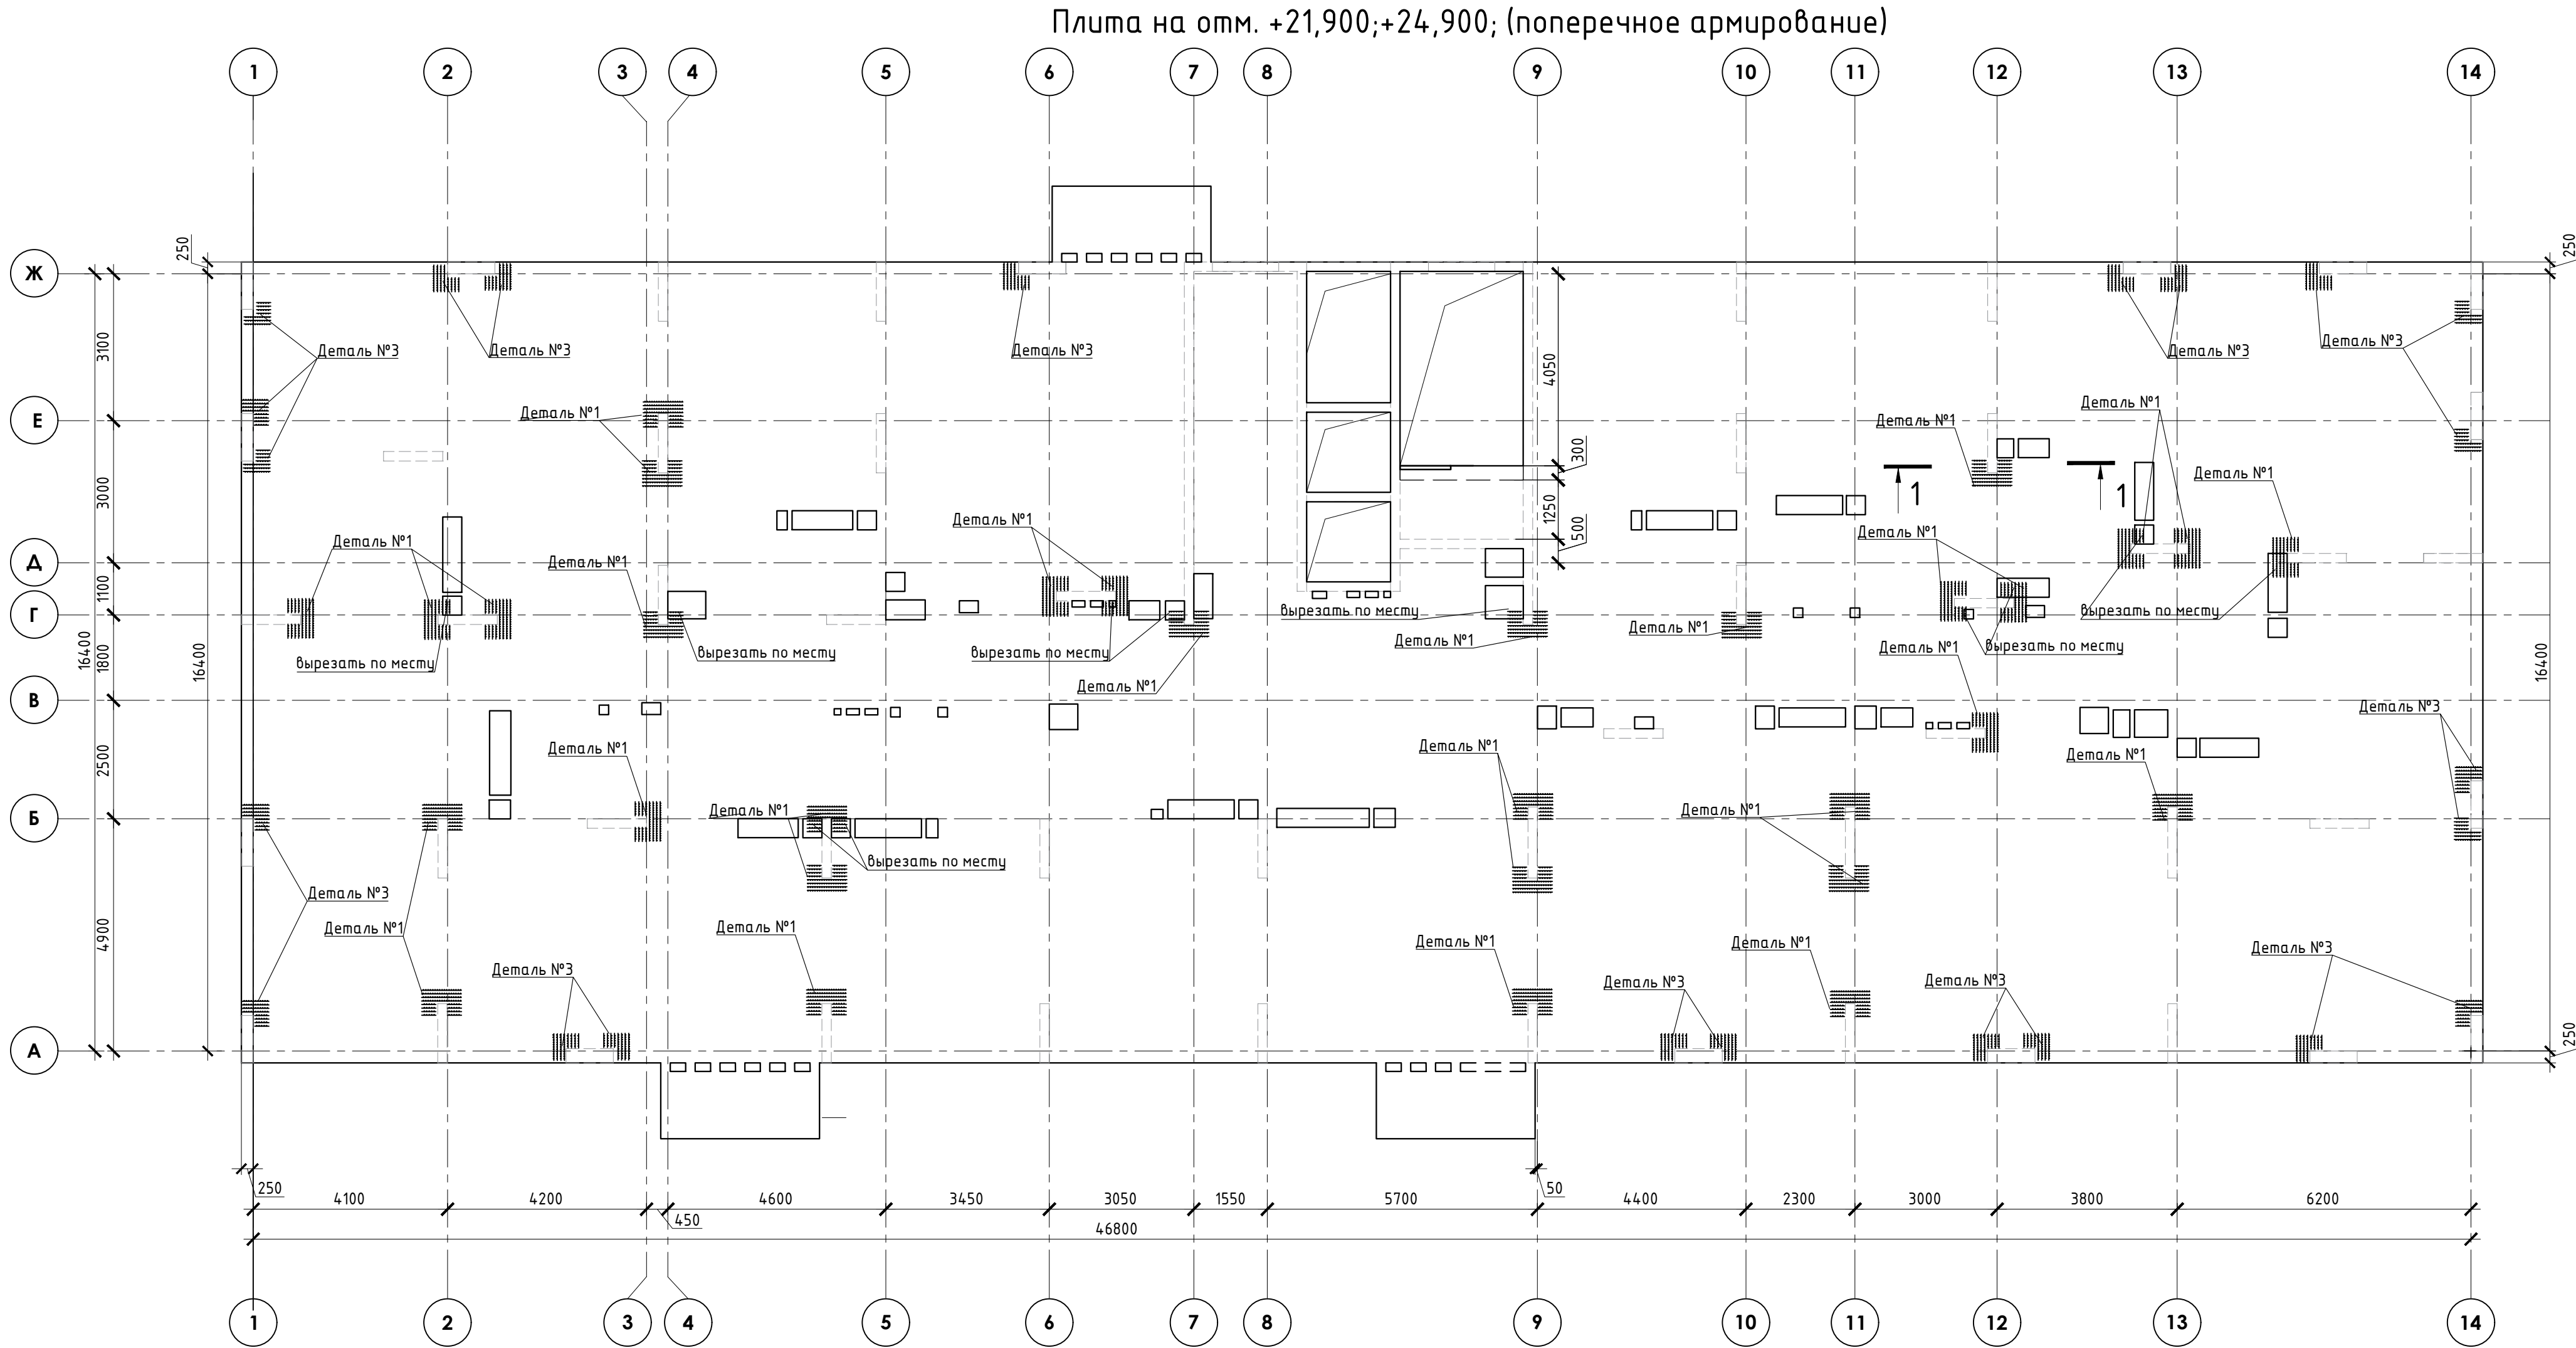 Плита на отм. +21,900;+24,900; (поперечное армирование)
1 2 3 4 5 6 7 8 9 10 11 12 13 14
250
250
Ж
3100
Деталь №3
Деталь №3
Деталь №3
4050
Деталь №3
Деталь №3
Е
Деталь №1
Деталь №1
Деталь №1
300
3000
1
1
Деталь №1
Деталь №1
1250
500
Деталь №1
Деталь №1
Деталь №1
Д
1100
Г
вырезать по месту
вырезать по месту
Деталь №1
16400
1800
16400
вырезать по месту
вырезать по месту
вырезать по месту
Деталь №1
вырезать по месту
Деталь №1
16400
Деталь №1
В
Деталь №3
2500
Деталь №1
Деталь №1
Деталь №1
Б
Деталь №1
Деталь №1
вырезать по месту
4900
Деталь №3
Деталь №1
Деталь №1
Деталь №1
Деталь №1
Деталь №3
Деталь №3
Деталь №3
Деталь №3
А
250
250
50
4100 4200 450 4600 3450 3050 1550 5700 4400 2300 3000 3800 6200
46800
1 2 3 4 5 6 7 8 9 10 11 12 13 14